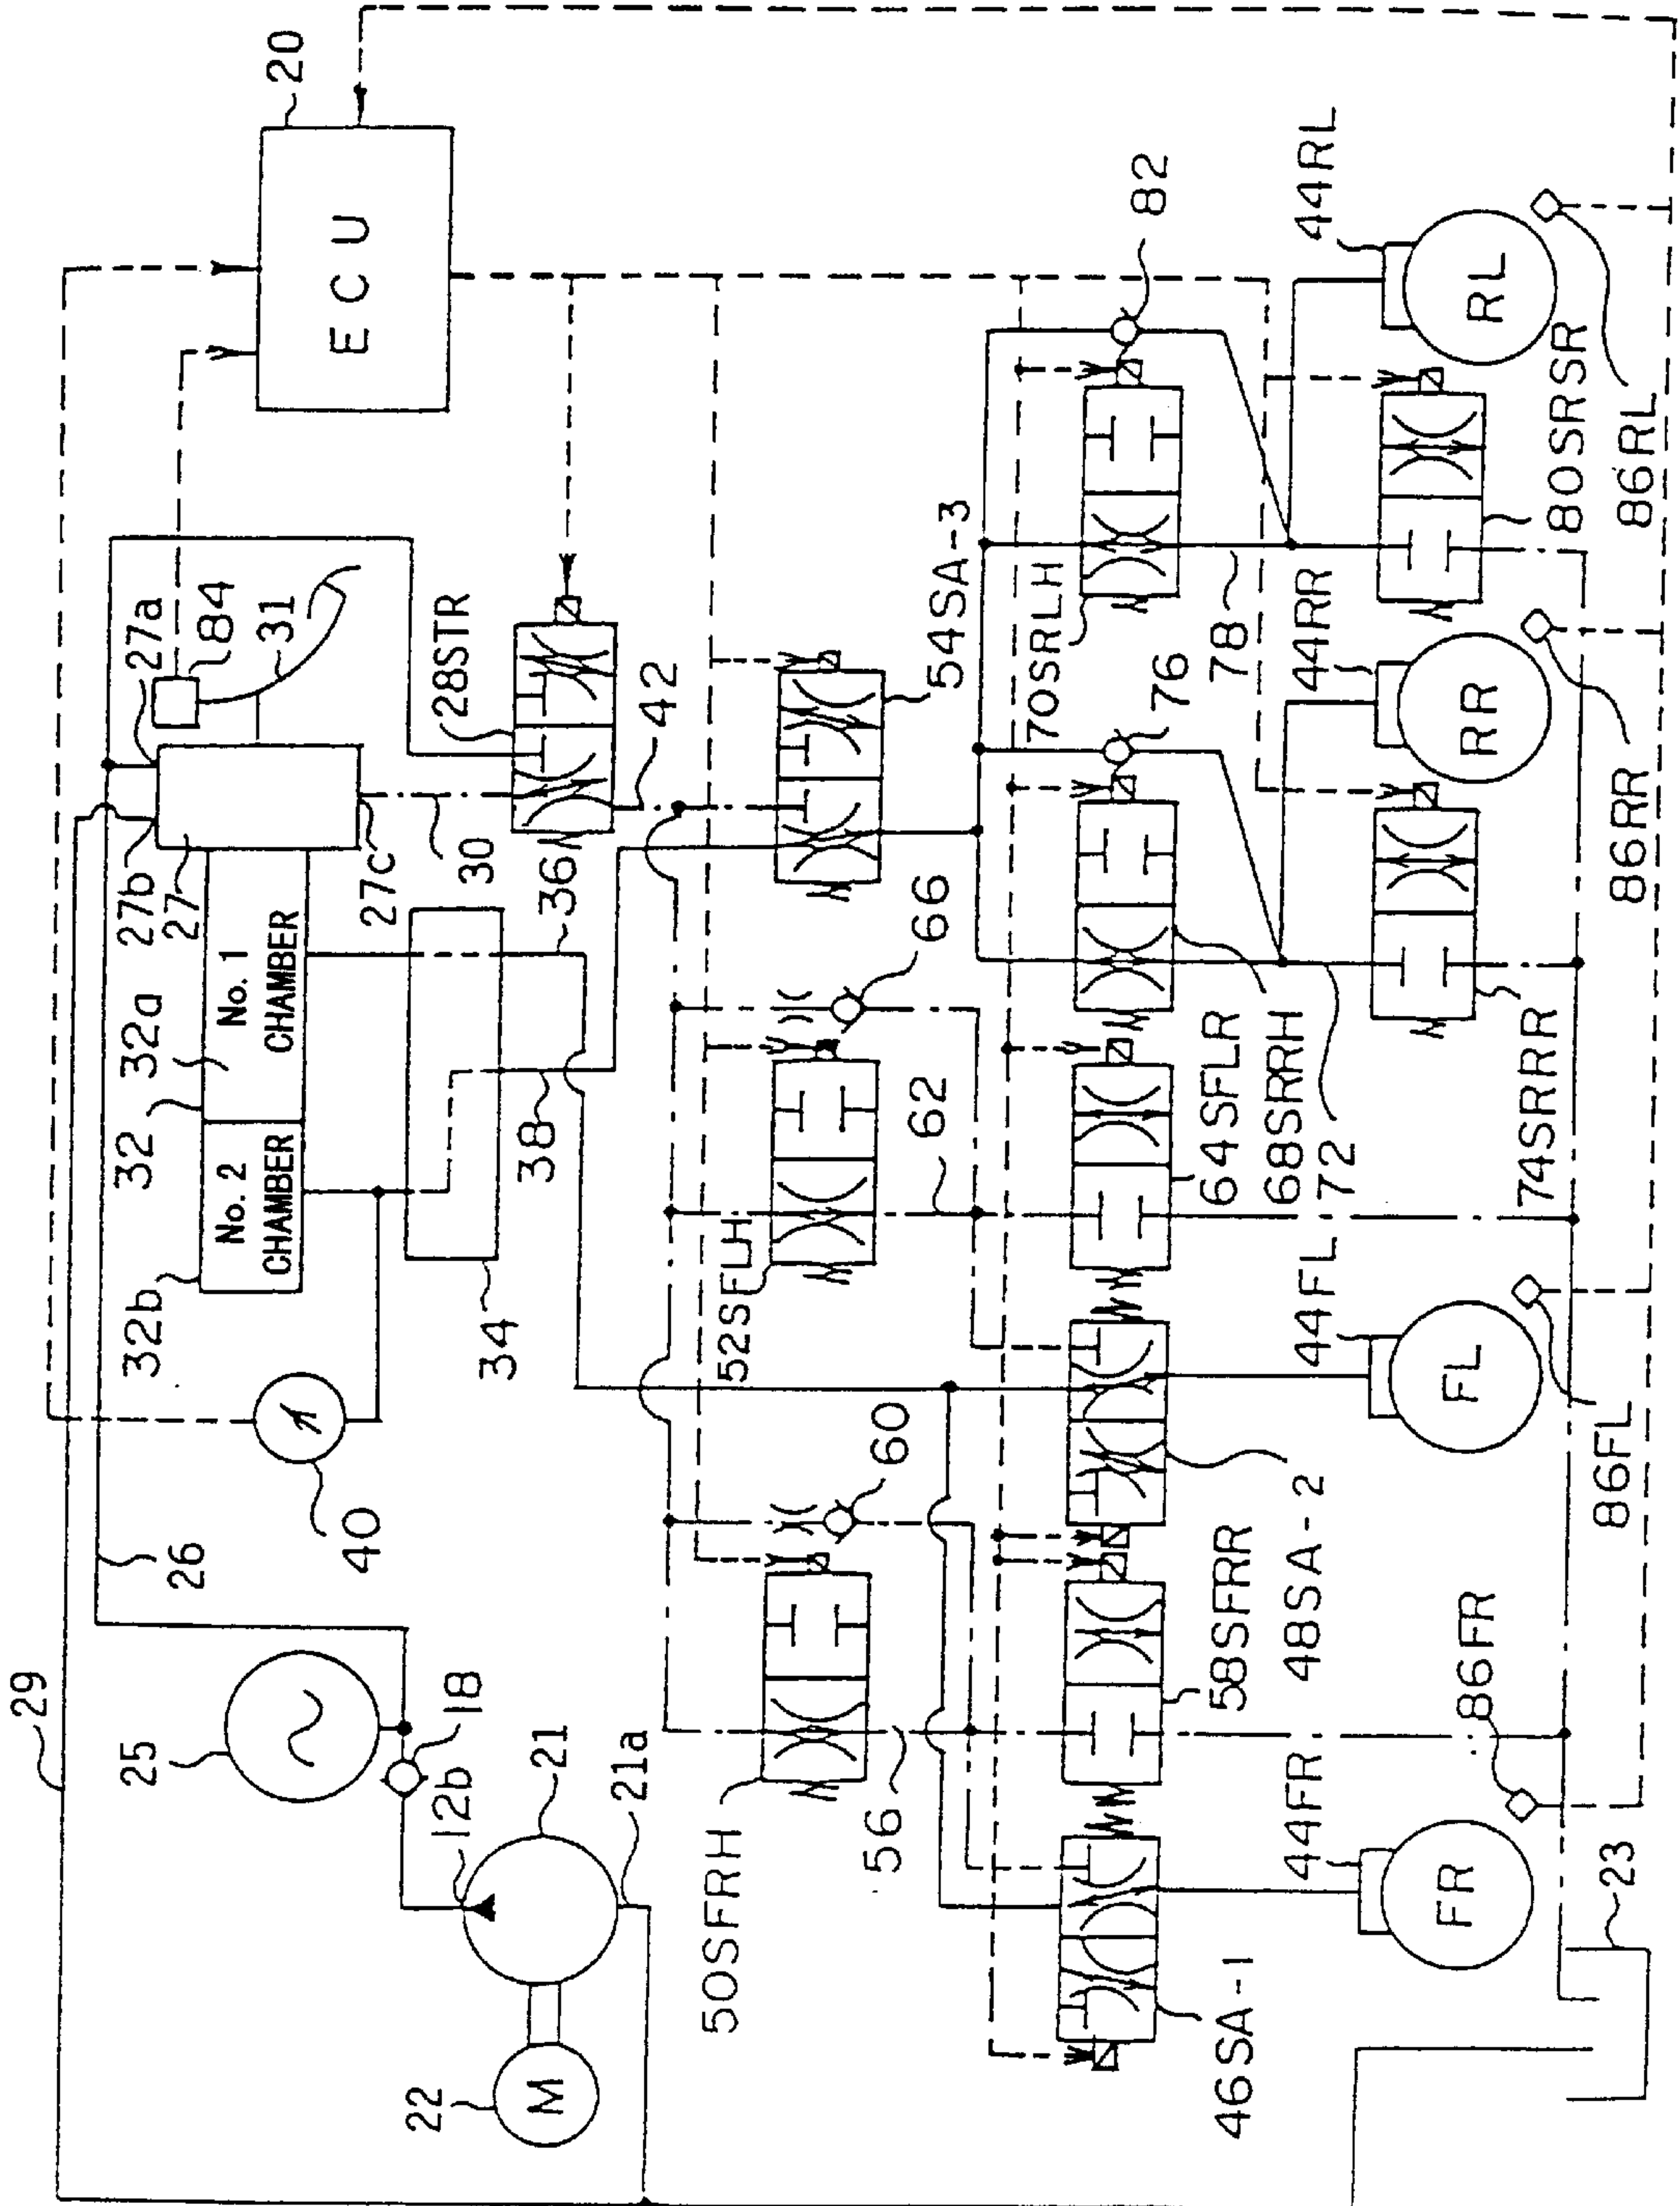 20
ECU
29
26
25
18
12b
21
21a
22
M
40
32b
32
32a
No. 2
CHAMBER
No. 1
CHAMBER
27b
27
27a
84
31
27c
30
28STR
36
42
34
38
54SA-3
52SFLH
66
62
60
50SFRH
56
70SRLH
82
76
78
64SFLR
68SRRH
72
74SRRR
80SRSR
46SA-1
58SFRR
48SA-2
44FR
FR
86FR
44FL
FL
86FL
44RR
RR
86RR
44RL
RL
86RL
23